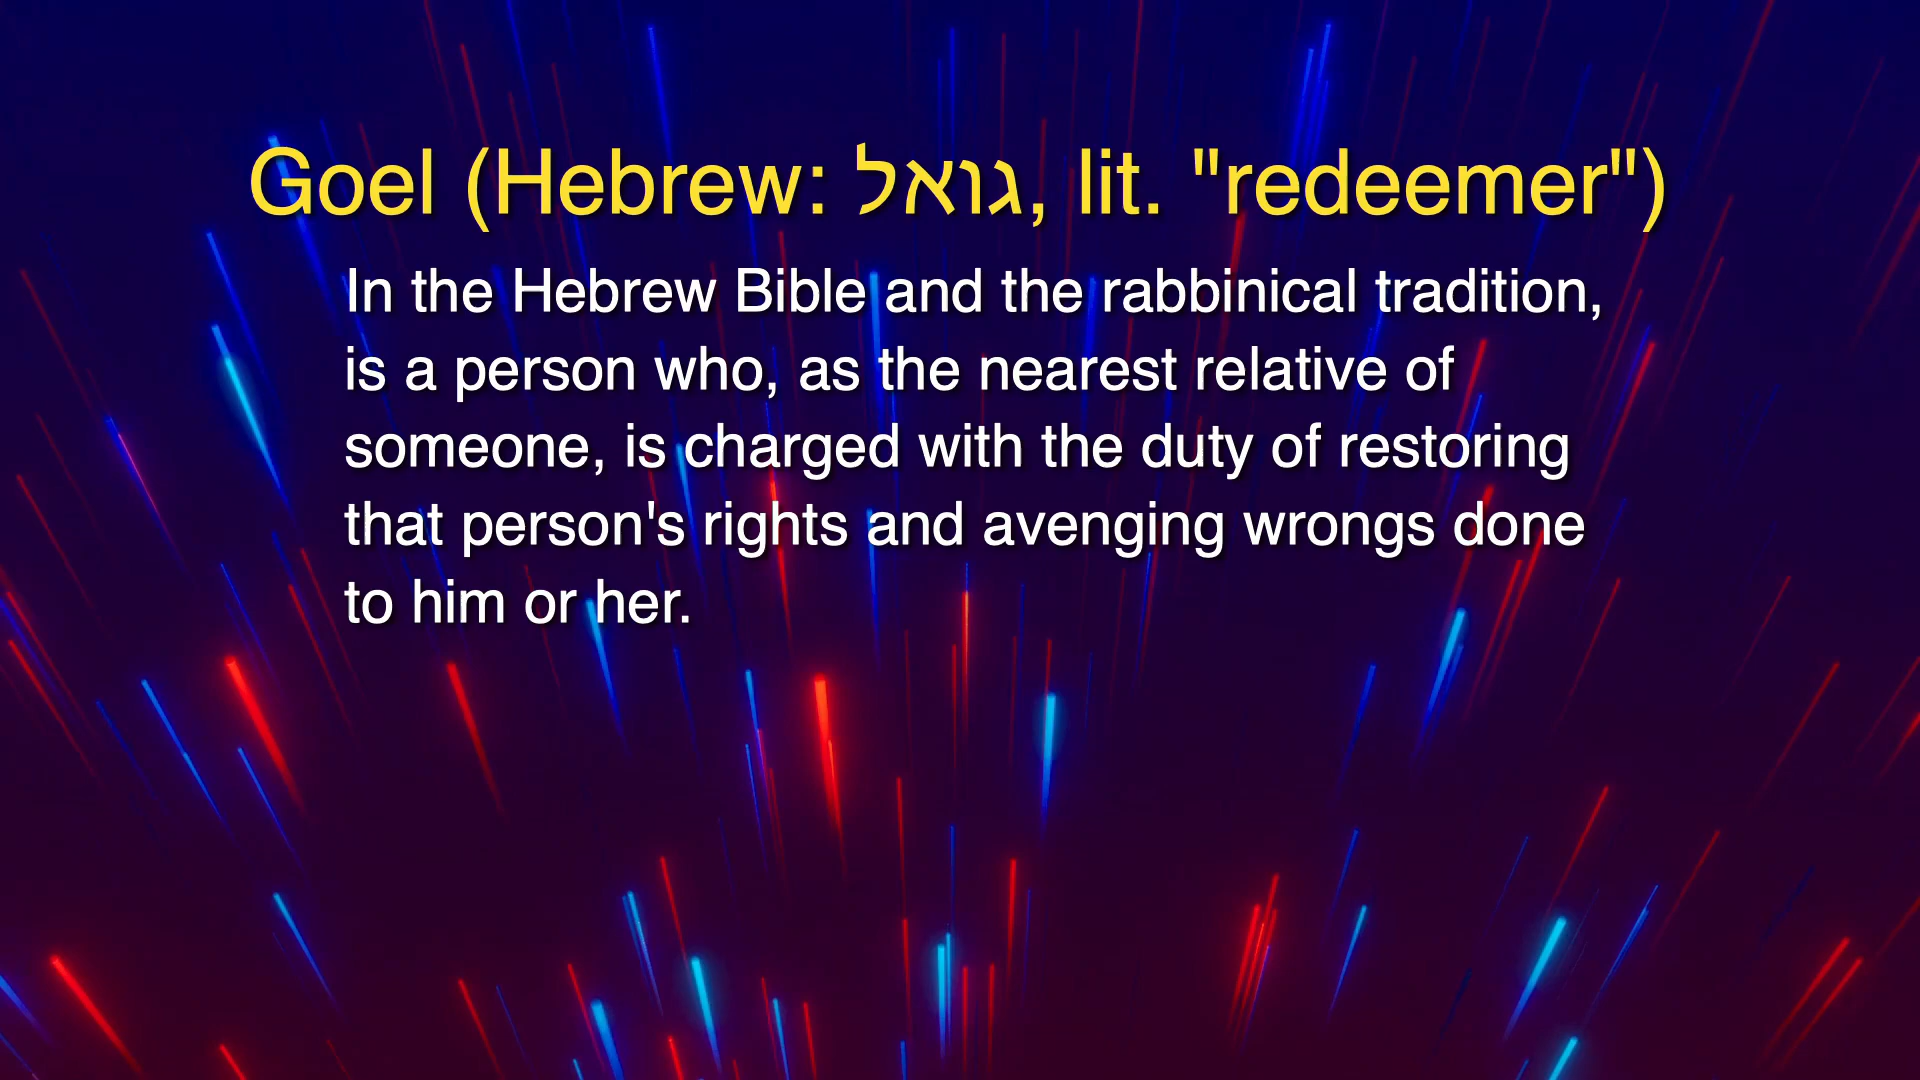 Goel (Hebrew: גואל, lit. "redeemer")
In the Hebrew Bible and the rabbinical tradition,
is a person who, as the nearest relative of
someone, is charged with the duty of restoring
that person's rights and avenging wrongs done
to him or her.